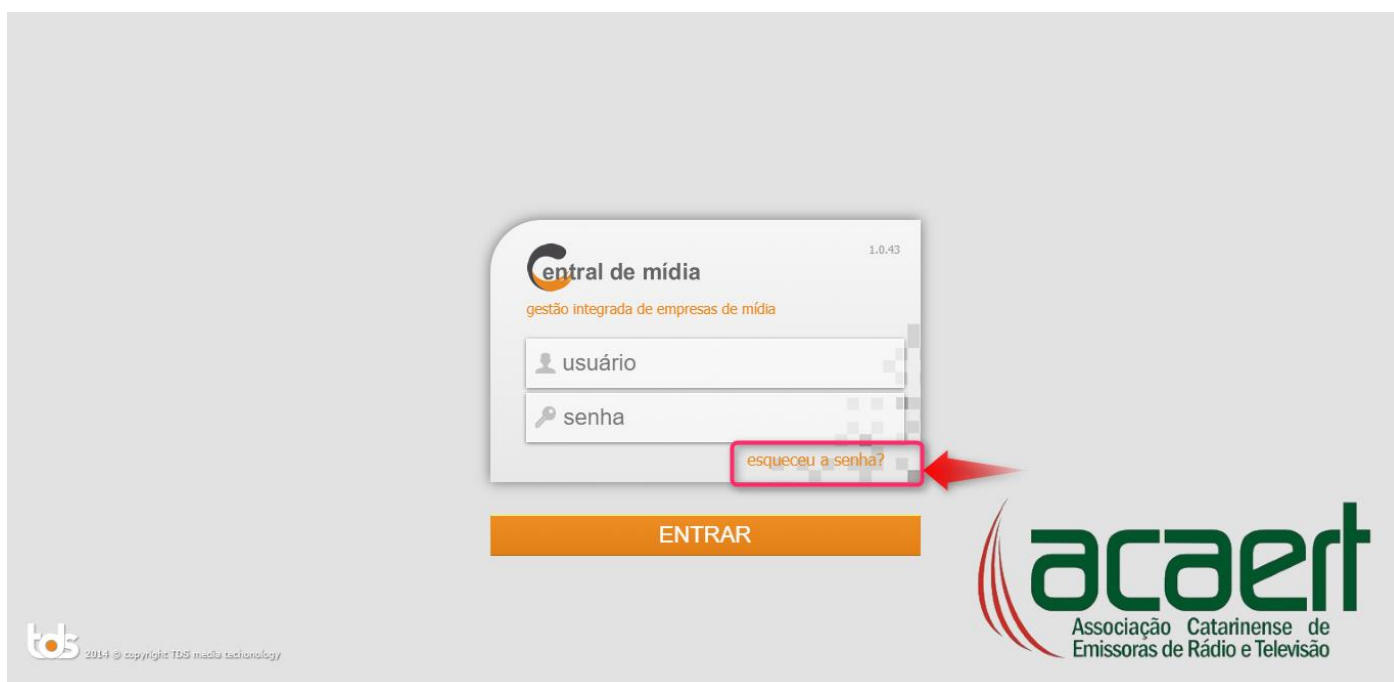 1.0.43
Central de mídia
gestão integrada de empresas de mídia
usuário
senha
esqueceu a senha?
ENTRAR
acaert
Associação Catarinense de
Emissoras de Rádio e Televisão
tds 2014 © copyright TDS media techonology